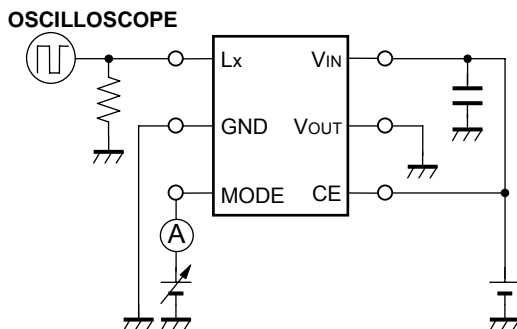 OSCILLOSCOPE
Lx
VIN
GND
VOUT
MODE
CE
A